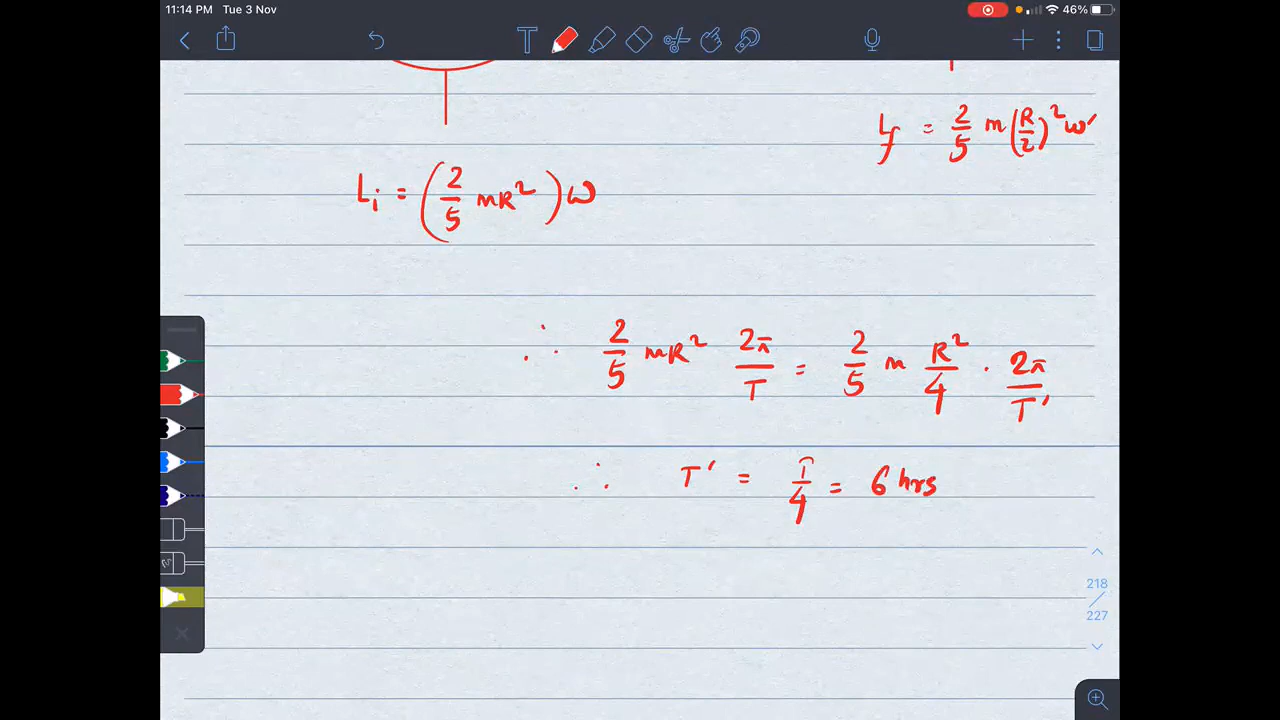 11:14 PM Tue 3 Nov 46%
T
L_f = 2/5 m (R/2)^2 ω'
L_i = (2/5 mR^2) ω
∴ 2/5 mR^2 2π/T = 2/5 m R^2/4 · 2π/T'
∴ T' = T/4 = 6 hrs
218
227